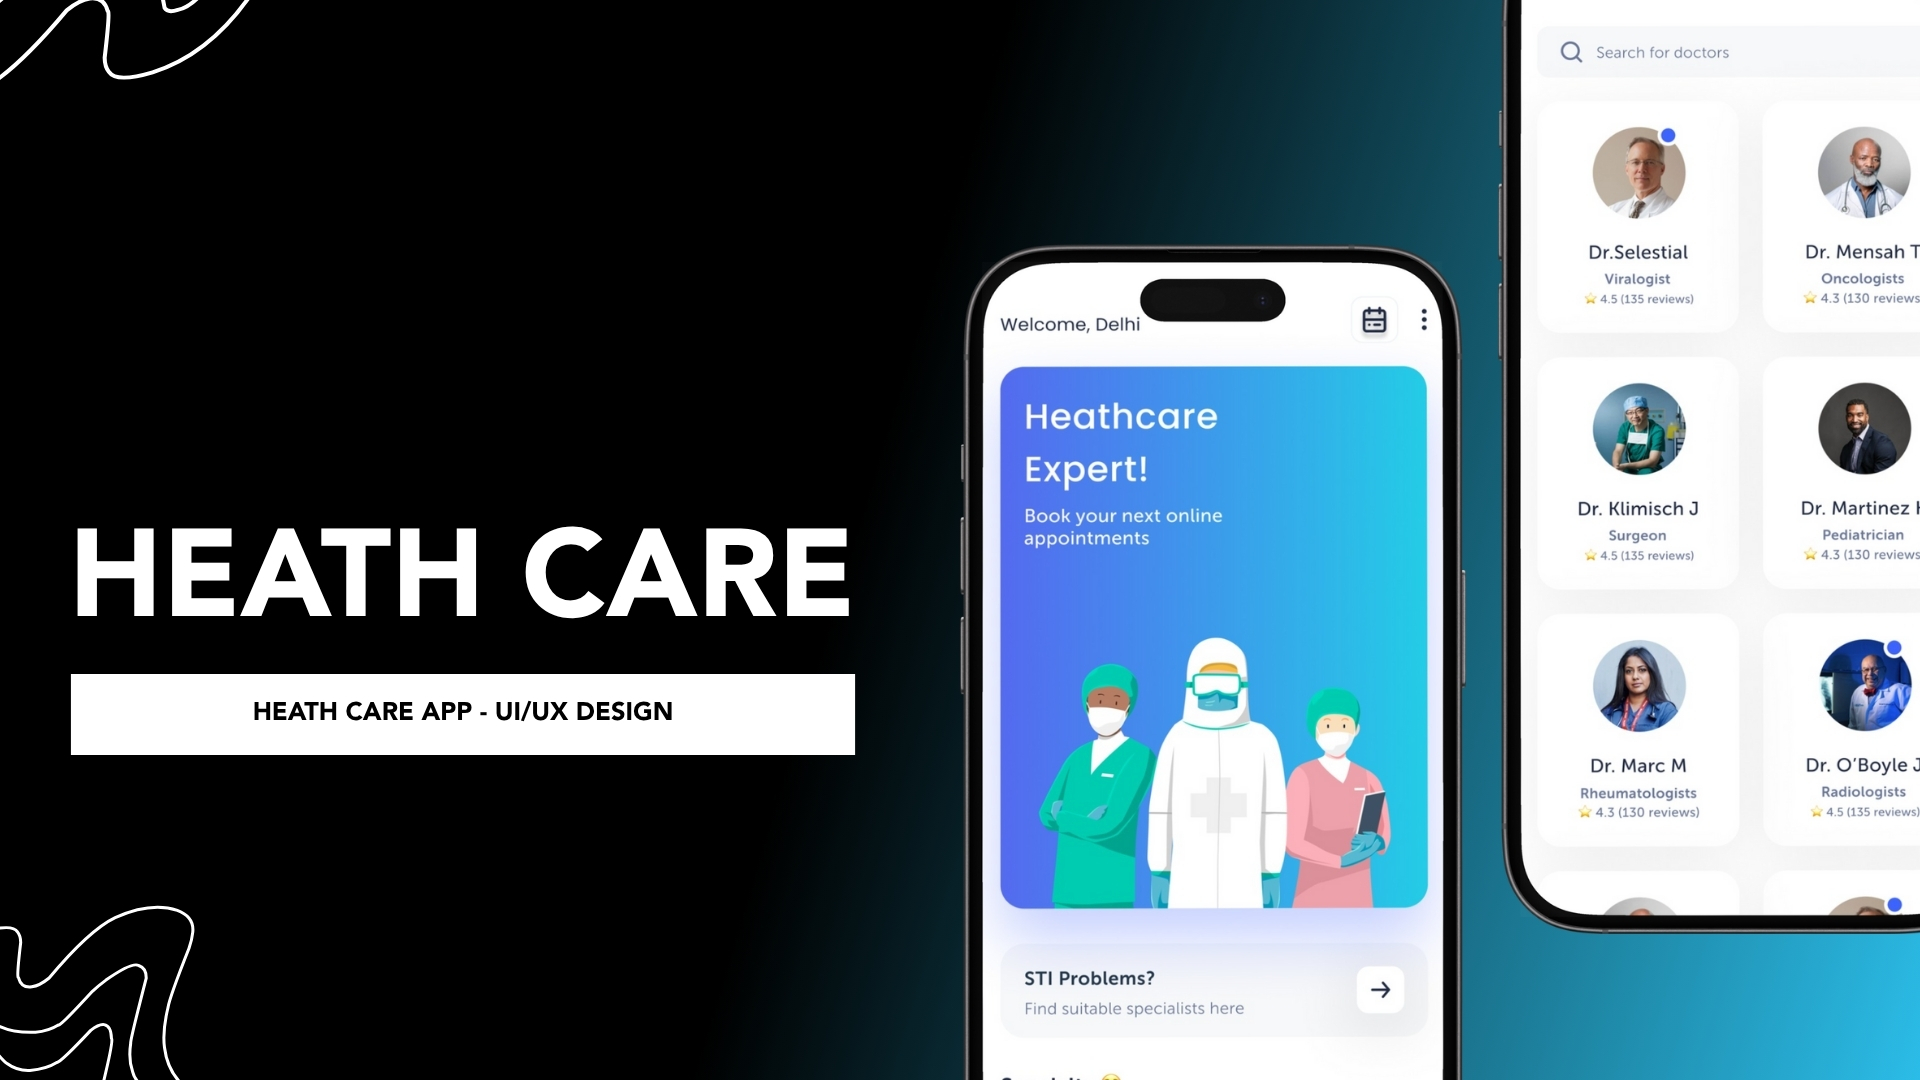 HEATH CARE
HEATH CARE APP - UI/UX DESIGN
Welcome, Delhi
Heathcare
Expert!
Book your next online
appointments
STI Problems?
Find suitable specialists here
Search for doctors
Dr.Selestial
Viralogist
4.5 (135 reviews)
Dr. Mensah T
Oncologists
4.3 (130 reviews
Dr. Klimisch J
Surgeon
4.5 (135 reviews)
Dr. Martinez
Pediatrician
4.3 (130 reviews
Dr. Marc M
Rheumatologists
4.3 (130 reviews)
Dr. O'Boyle J
Radiologists
4.5 (135 reviews)